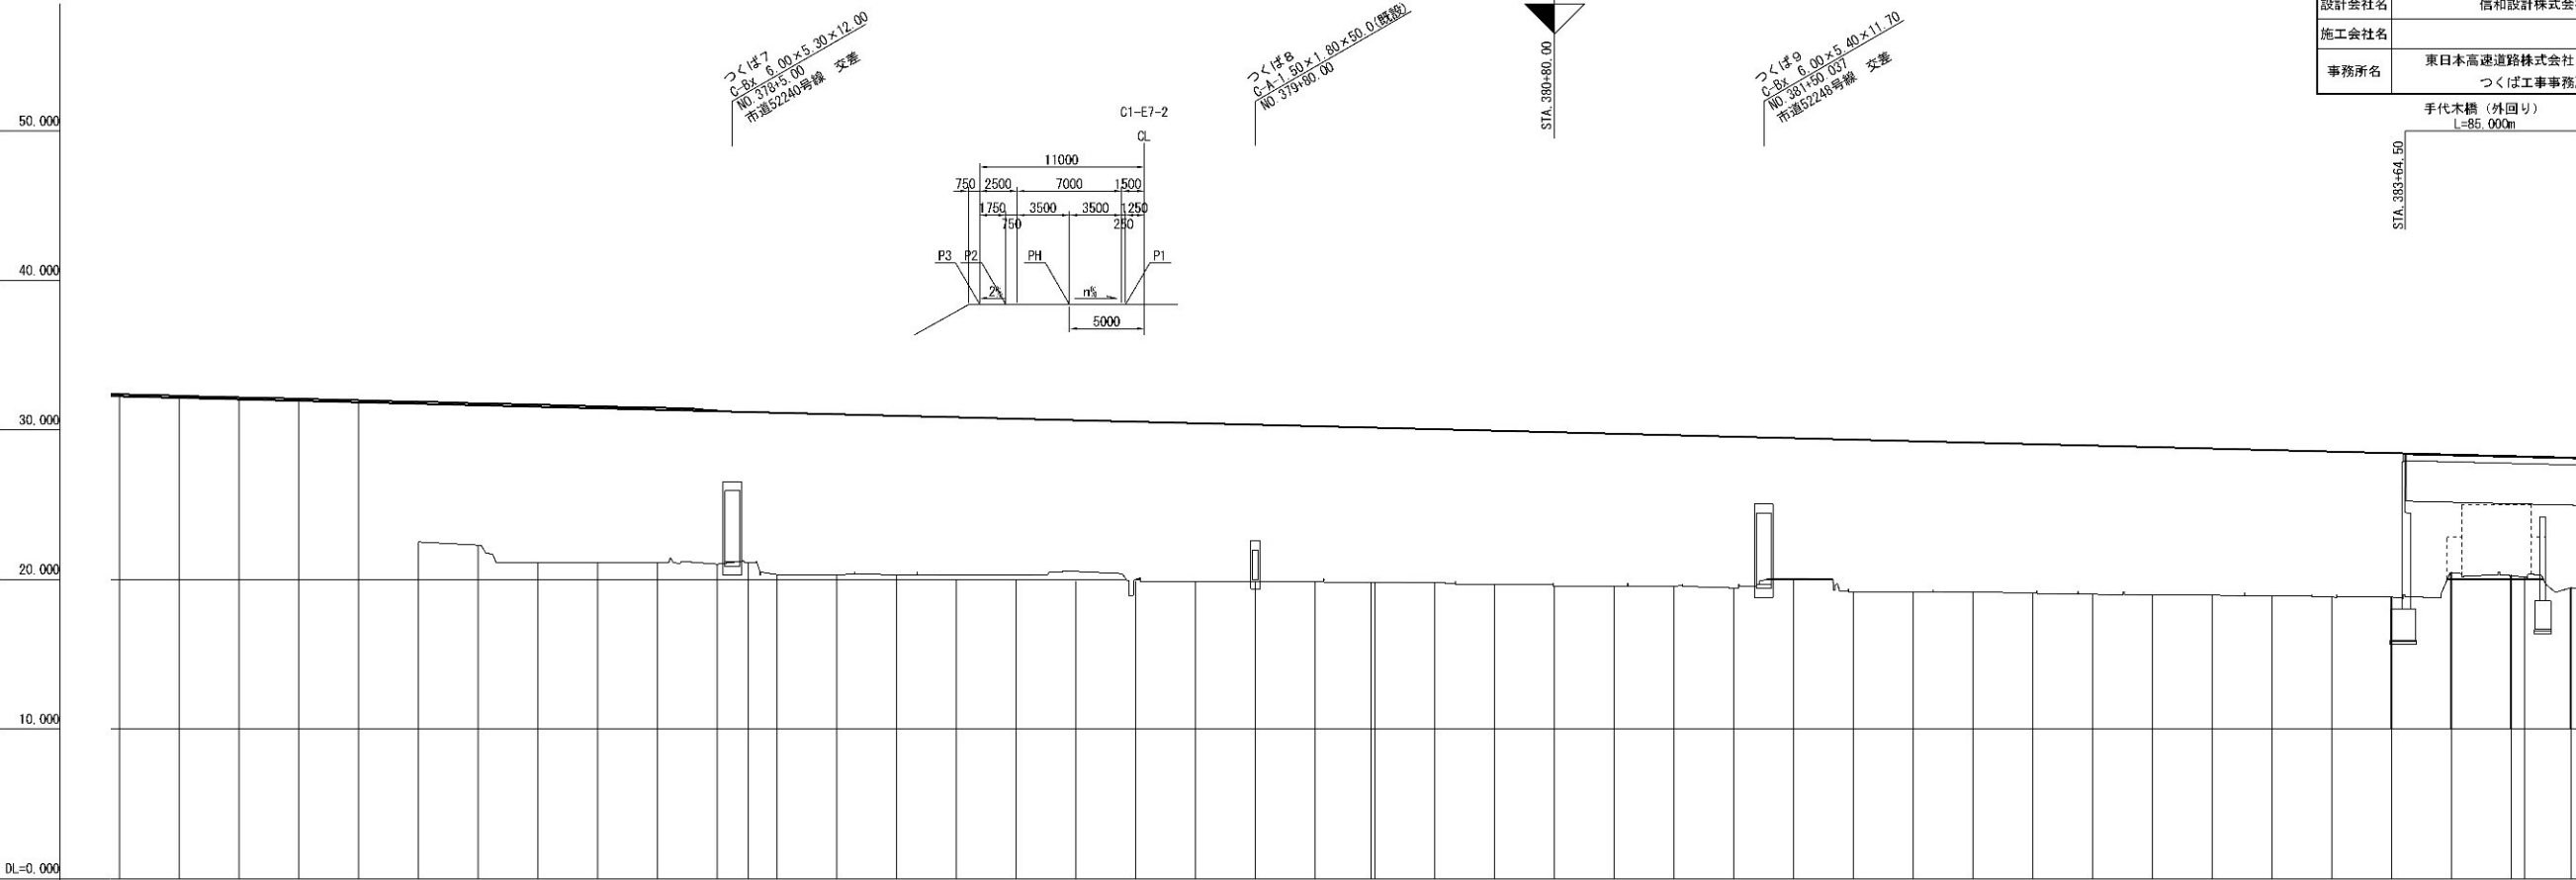 設計会社名 信和設計株式会
施工会社名
事務所名 東日本高速道路株式会社
つくば工事事務
手代木橋（外回り）
L=85.000m
STA.383+64.50
つくば7
C-Bx 6.00×5.30×12.00
NO.378+5.00
市道52240号線 交差
つくば8
C-A-1.50×1.80×50.0(既設)
NO.379+80.00
STA.380+80.00
つくば9
C-Bx 6.00×5.40×11.70
NO.381+50.037
市道52248号線 交差
C1-E7-2
CL
11000
750 2500 7000 1500
1750 3500 3500 1250
750 250
P3 P2 PH P1
2% n%
5000
50.000
40.000
30.000
20.000
10.000
DL=0.000